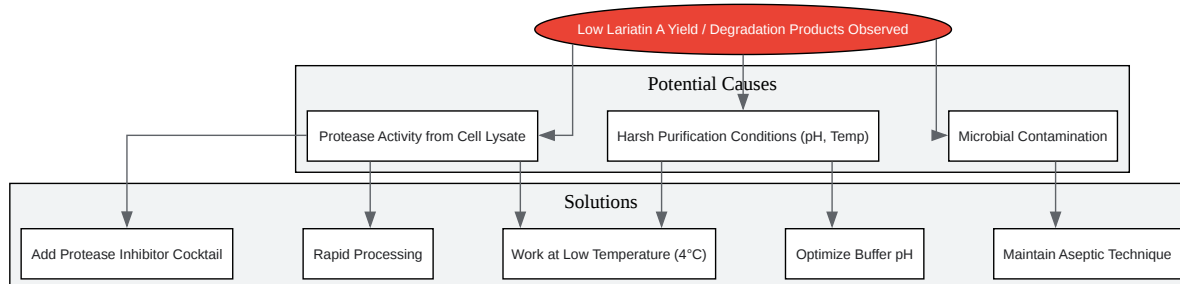 Low Lariatin A Yield / Degradation Products Observed
Potential Causes
Protease Activity from Cell Lysate
Harsh Purification Conditions (pH, Temp)
Microbial Contamination
Solutions
Add Protease Inhibitor Cocktail
Rapid Processing
Work at Low Temperature (4°C)
Optimize Buffer pH
Maintain Aseptic Technique